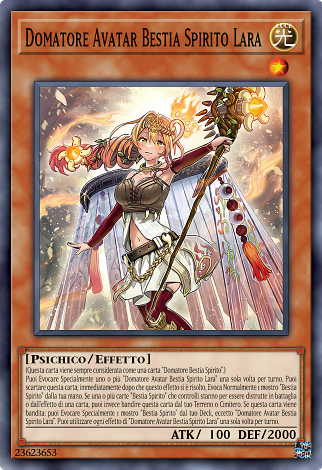 Domatore Avatar Bestia Spirito Lara
光
[Psichico/Effetto]
(Questa carta viene sempre considerata come una carta "Domatore Bestia Spirito".)
Puoi Evocare Specialmente uno o più "Domatore Avatar Bestia Spirito Lara" una sola volta per turno. Puoi
scartare questa carta; immediatamente dopo che questo effetto si è risolto, Evoca Normalmente 1 mostro "Bestia
Spirito" dalla tua mano. Se una o più carte "Bestia Spirito" che controlli stanno per essere distrutte in battaglia
o dall'effetto di una carta, puoi invece bandire questa carta dal tuo Terreno o Cimitero. Se questa carta viene
bandita: puoi Evocare Specialmente 1 mostro "Bestia Spirito" dal tuo Deck, eccetto "Domatore Avatar Bestia
Spirito Lara". Puoi utilizzare ogni effetto di "Domatore Avatar Bestia Spirito Lara" una sola volta per turno.
ATK/ 100 DEF/2000
23623653